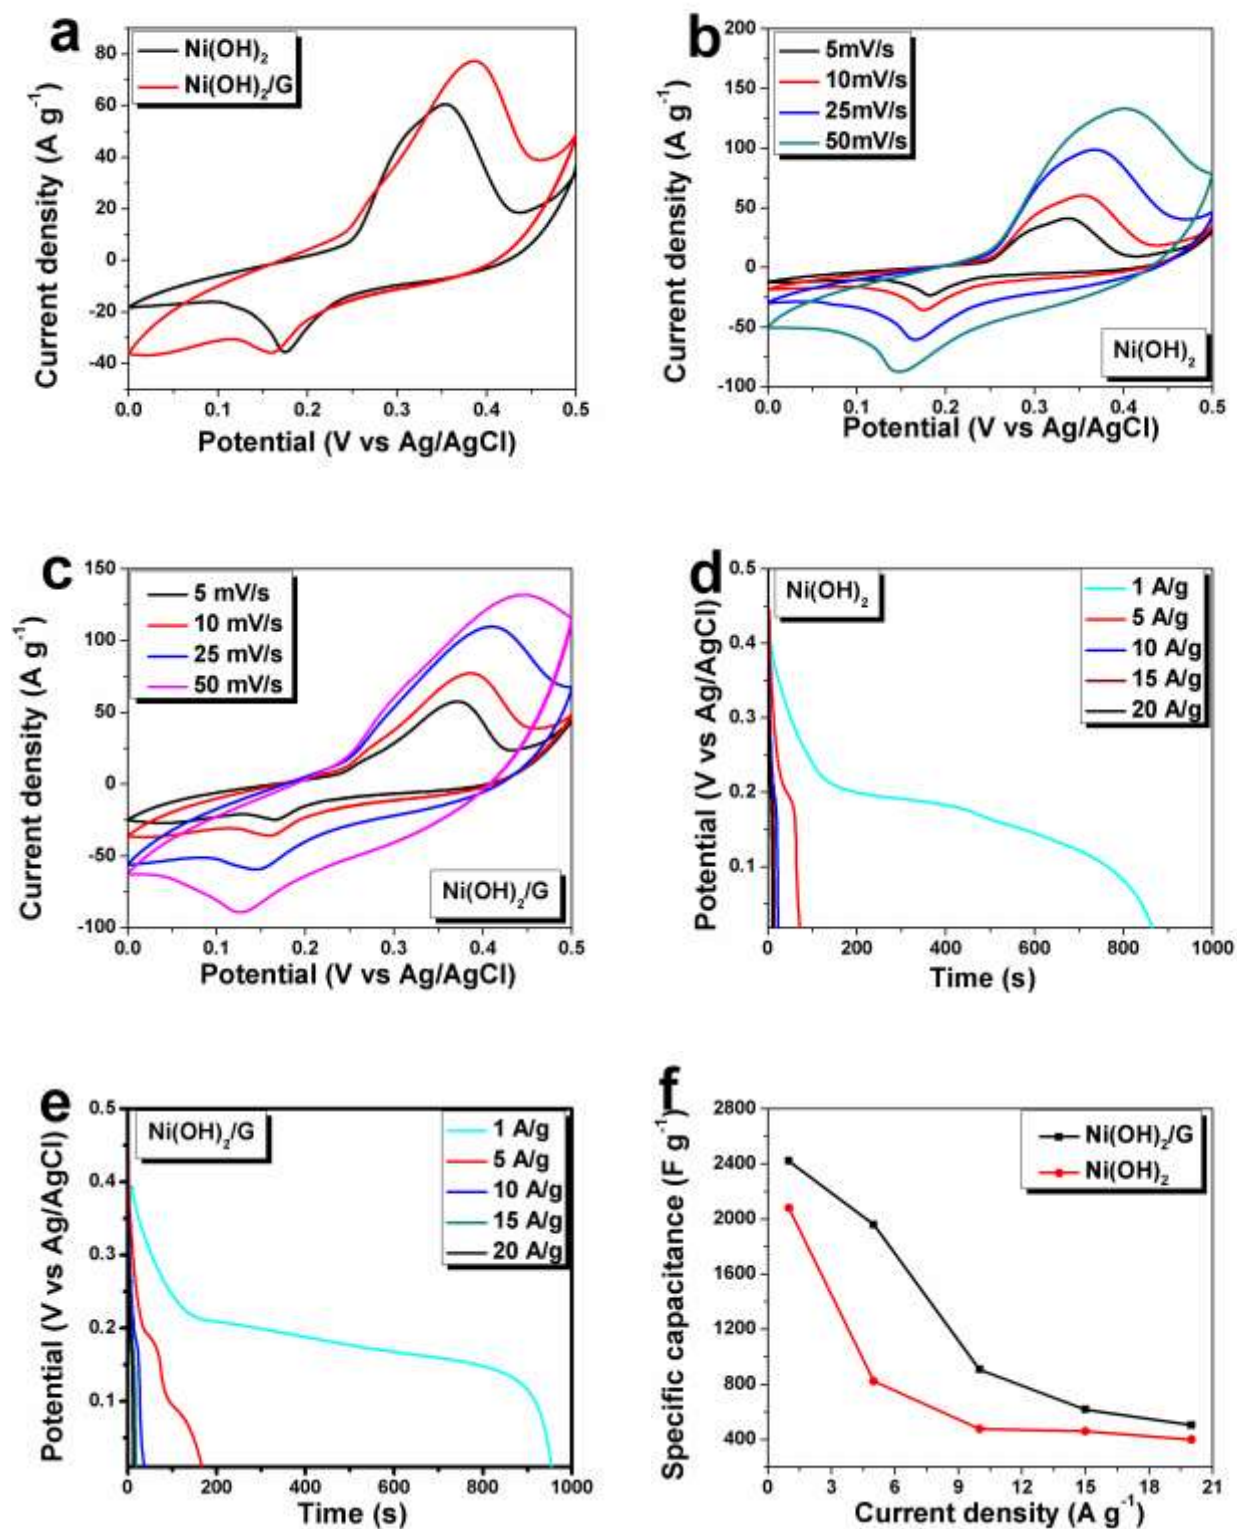 a
Ni(OH)2
Ni(OH)2/G
80
60
40
20
0
-20
-40
0.0 0.1 0.2 0.3 0.4 0.5
Current density (A g-1)
Potential (V vs Ag/AgCl)
b
5mV/s
10mV/s
25mV/s
50mV/s
200
150
100
50
0
-50
-100
0.0 0.1 0.2 0.3 0.4 0.5
Ni(OH)2
Current density (A g-1)
Potential (V vs Ag/AgCl)
c
5 mV/s
10 mV/s
25 mV/s
50 mV/s
150
100
50
0
-50
-100
0.0 0.1 0.2 0.3 0.4 0.5
Ni(OH)2/G
Current density (A g-1)
Potential (V vs Ag/AgCl)
d
Ni(OH)2
1 A/g
5 A/g
10 A/g
15 A/g
20 A/g
0.5
0.4
0.3
0.2
0.1
0 200 400 600 800 1000
Potential (V vs Ag/AgCl)
Time (s)
e
Ni(OH)2/G
1 A/g
5 A/g
10 A/g
15 A/g
20 A/g
0.5
0.4
0.3
0.2
0.1
0 200 400 600 800 1000
Potential (V vs Ag/AgCl)
Time (s)
f
Ni(OH)2/G
Ni(OH)2
2800
2400
2000
1600
1200
800
400
0 3 6 9 12 15 18 21
Specific capacitance (F g-1)
Current density (A g-1)